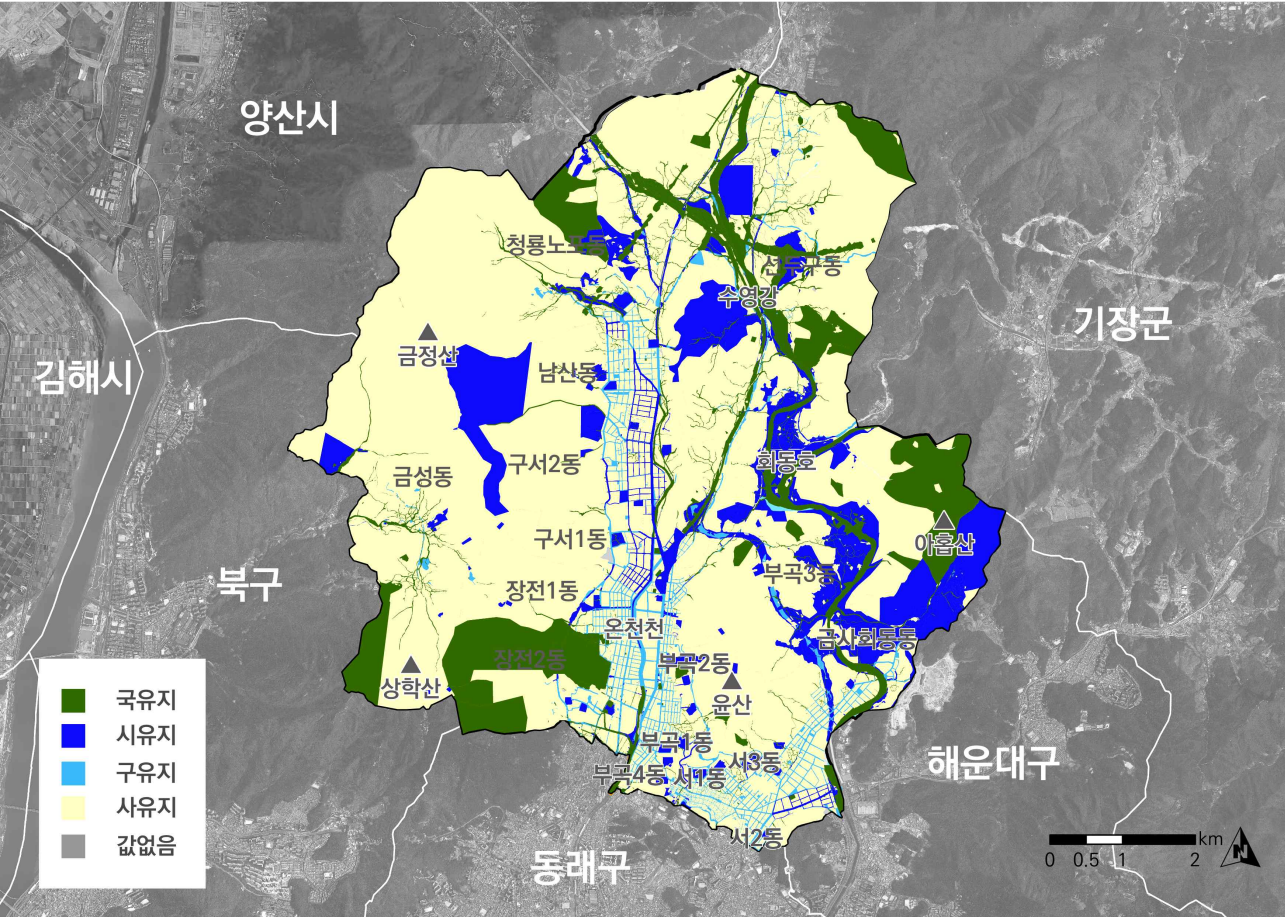 양산시
청룡노포동
선두구동
수영강
기장군
금정산
김해시
남산동
회동호
구서2동
금성동
구서1동
아홉산
부곡3동
북구
장전1동
온천천
금사회동동
장전2동
부곡2동
상학산
윤산
국유지
시유지
구유지
사유지
값없음
부곡1동
서3동
해운대구
부곡4동
서1동
서2동
동래구
km
0 0.5 1 2
N